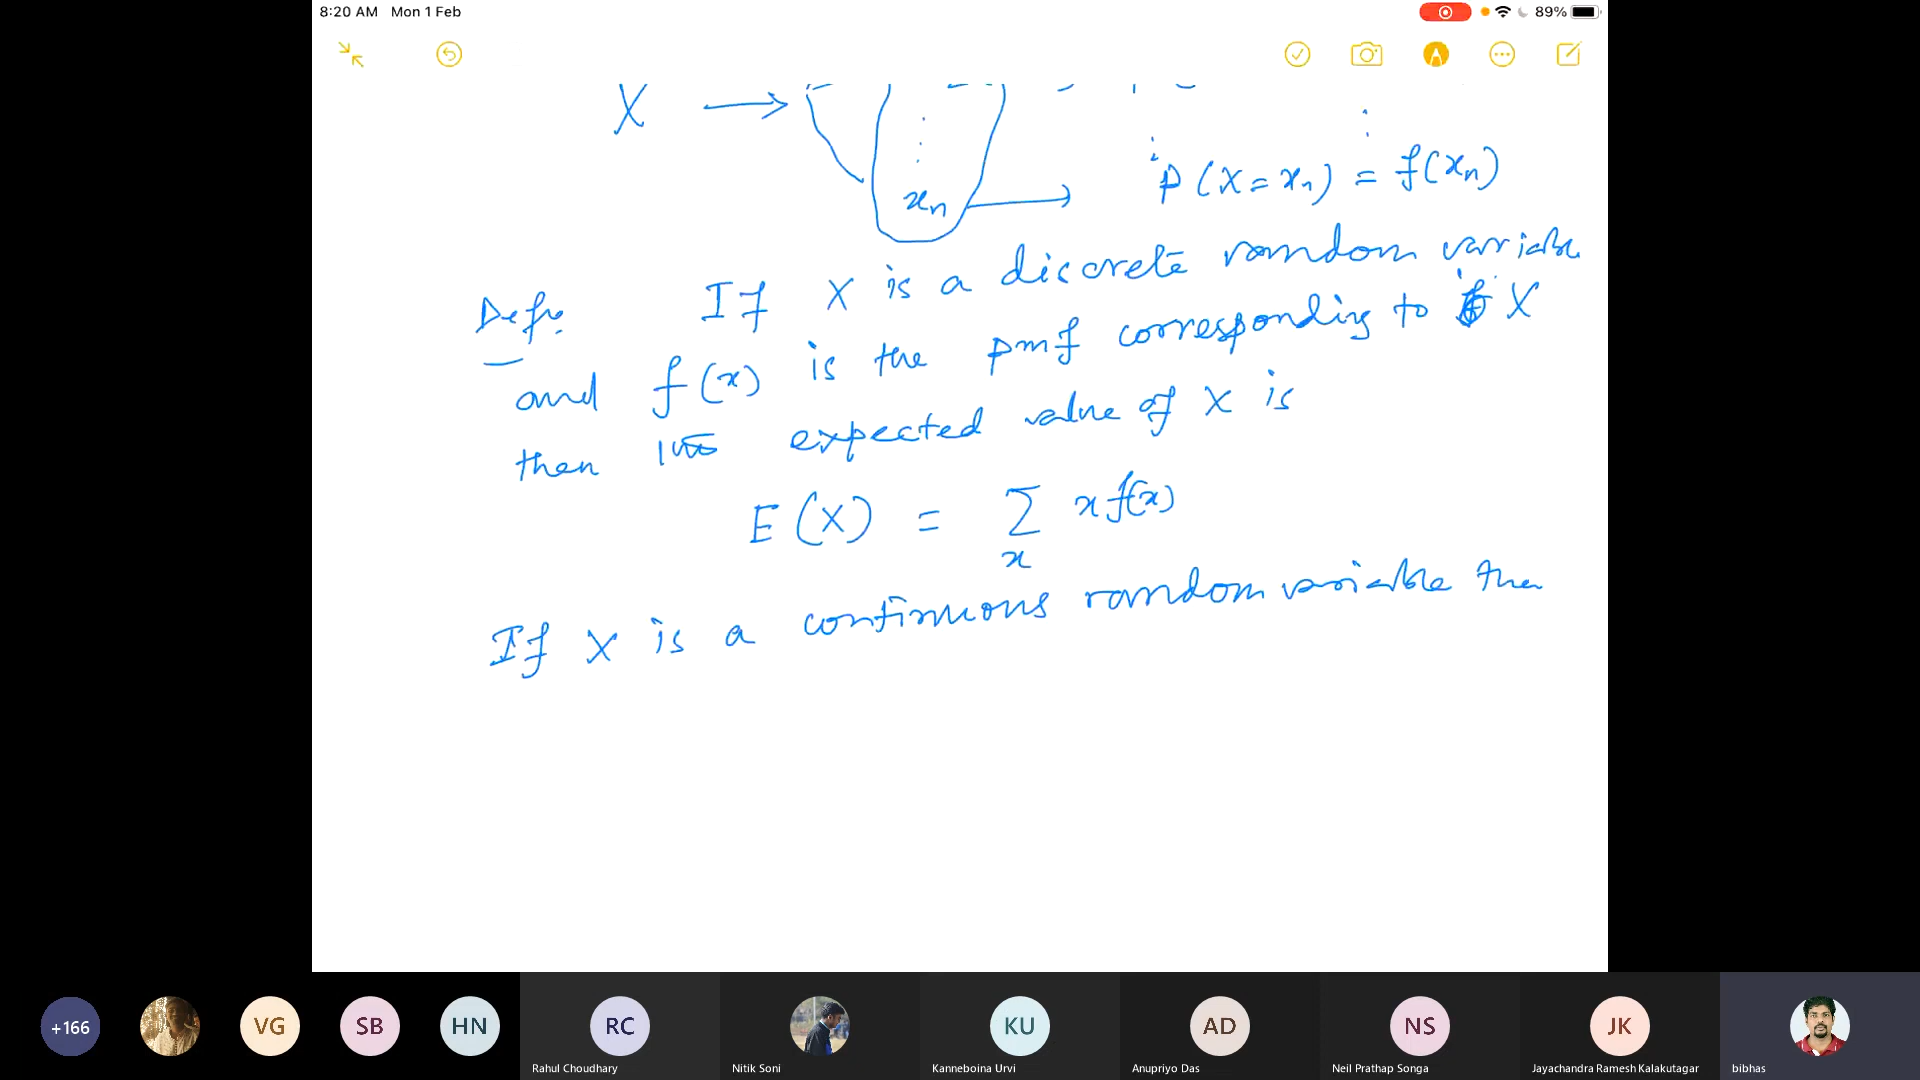 8:20 AM Mon 1 Feb
89%
X →
xn → P(X=xn) = f(xn)
Defn: If X is a discrete random variable
and f(x) is the pmf corresponding to X
then expected value of X is
E(X) = ∑ x f(x)
x
If X is a continuous random variable then
+166
VG
SB
HN
RC
KU
AD
NS
JK
Rahul Choudhary
Nitik Soni
Kanneboina Urvi
Anupriyo Das
Neil Prathap Songa
Jayachandra Ramesh Kalakutagar
bibhas